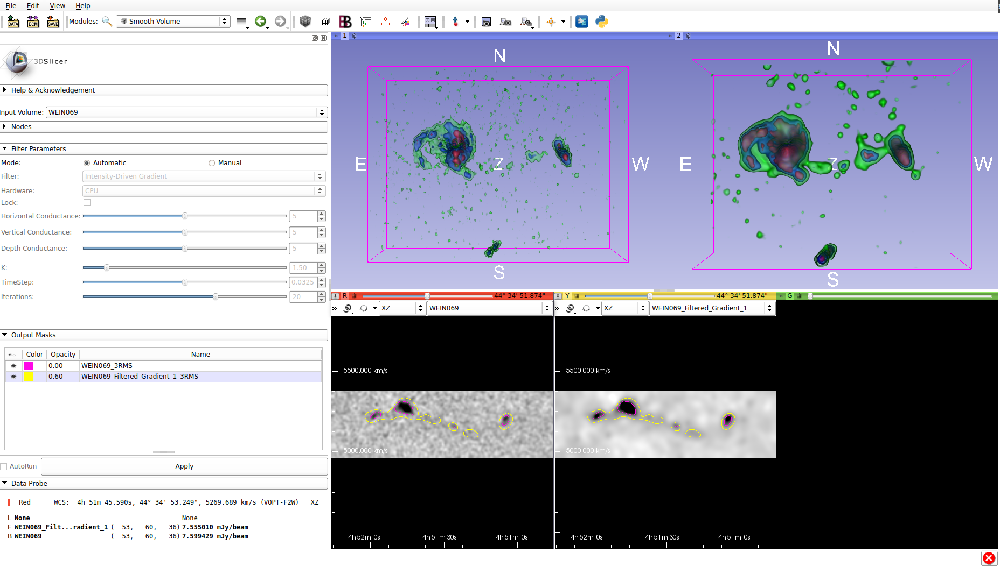 File Edit View Help
DATA DCM SAVE Modules: Smooth Volume
1 2
3DSlicer
Help & Acknowledgement
nput Volume: WEIN069
Nodes
Filter Parameters
Mode: Automatic Manual
Filter: Intensity-Driven Gradient
Hardware: CPU
Lock:
Horizontal Conductance: 5
Vertical Conductance: 5
Depth Conductance: 5
K: 1.50
TimeStep: 0.0325
Iterations: 20
Output Masks
Color Opacity Name
0.00 WEIN069_3RMS
0.60 WEIN069_Filtered_Gradient_1_3RMS
AutoRun Apply
Data Probe
Red WCS: 4h 51m 45.590s, 44° 34' 53.249", 5269.689 km/s (VOPT-F2W) XZ
L None None
F WEIN069_Filt...radient_1 ( 53, 60, 36) 7.555010 mJy/beam
B WEIN069 ( 53, 60, 36) 7.599429 mJy/beam
N
E Z W
S
N
E Z W
S
R 44° 34' 51.874"
XZ WEIN069
5500.000 km/s
5000.000 km/s
4h52m 0s 4h51m30s 4h51m 0s
Y 44° 34' 51.874"
XZ WEIN069_Filtered_Gradient_1
5500.000 km/s
5000.000 km/s
4h52m 0s 4h51m30s 4h51m 0s
G